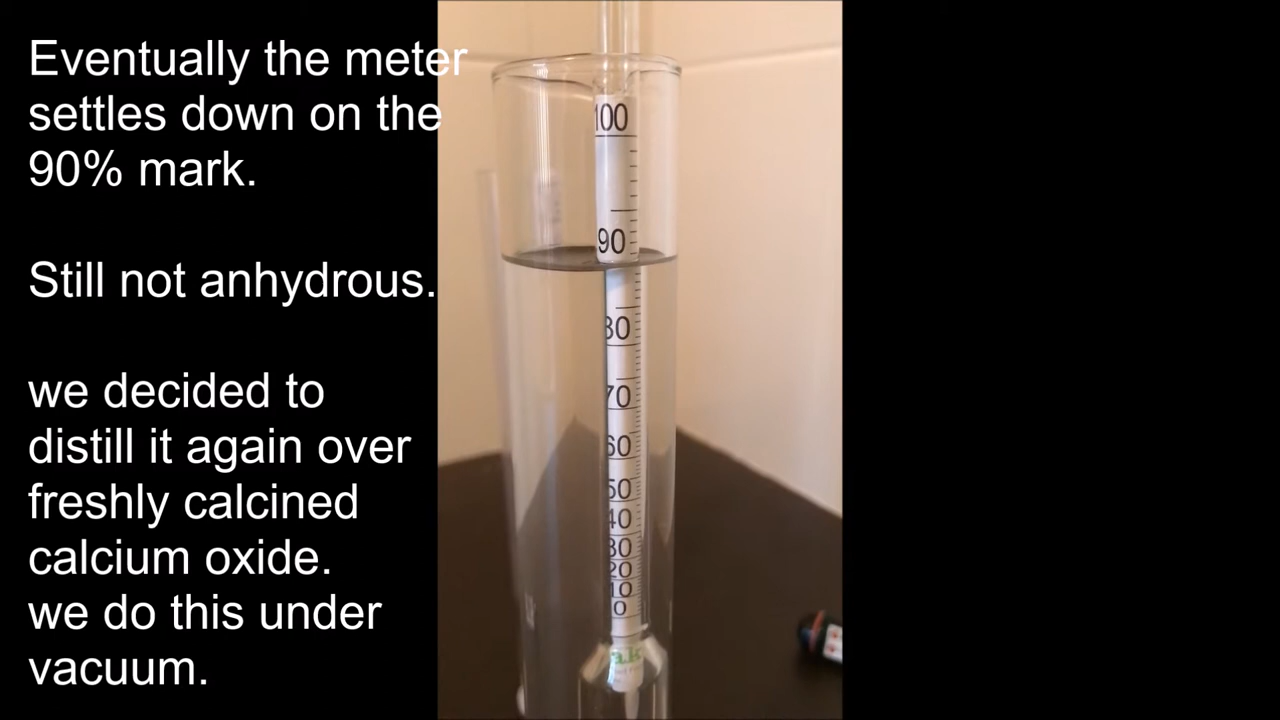 Eventually the meter
settles down on the
90% mark.
Still not anhydrous.
we decided to
distill it again over
freshly calcined
calcium oxide.
we do this under
vacuum.
100
90
80
70
60
50
40
30
20
10
0